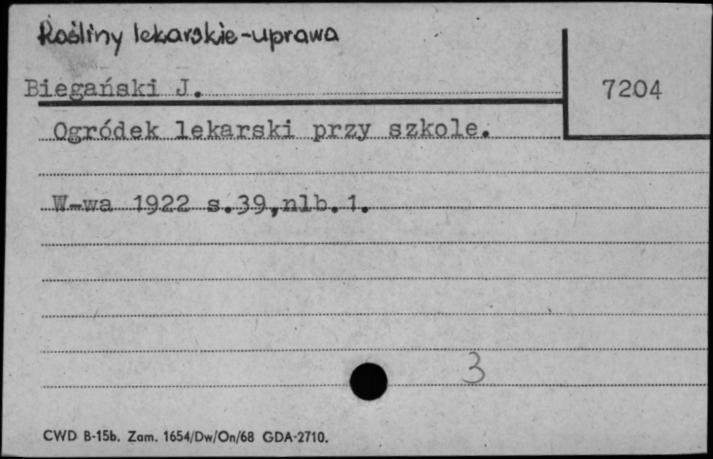 Rośliny lekarskie-uprawa
Biegański J.
7204
Ogródek lekarski przy szkole.
W-wa 1922 s.39,nlb.1.
3
CWD B-15b. Zam. 1654/Dw/On/68 GDA-2710.